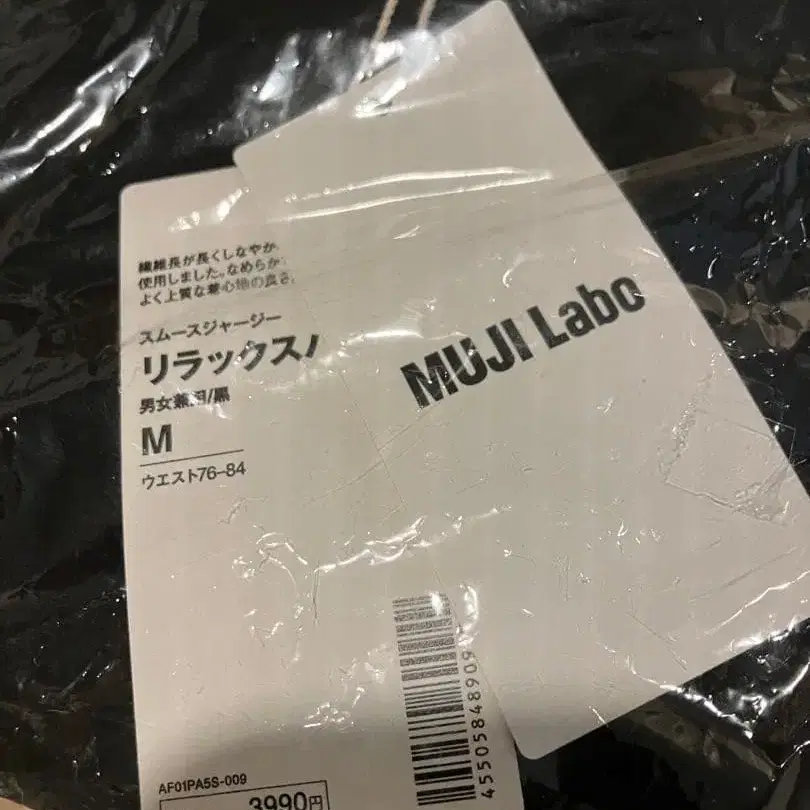 繊維長が長くしなやか
使用しました。なめらか
よく上質な着心地の良さ
スムースジャージー
リラックス
男女兼用/黒
M
ウエスト76–84
MUJI Labo
4550584890
AF01PA5S-009
3990円